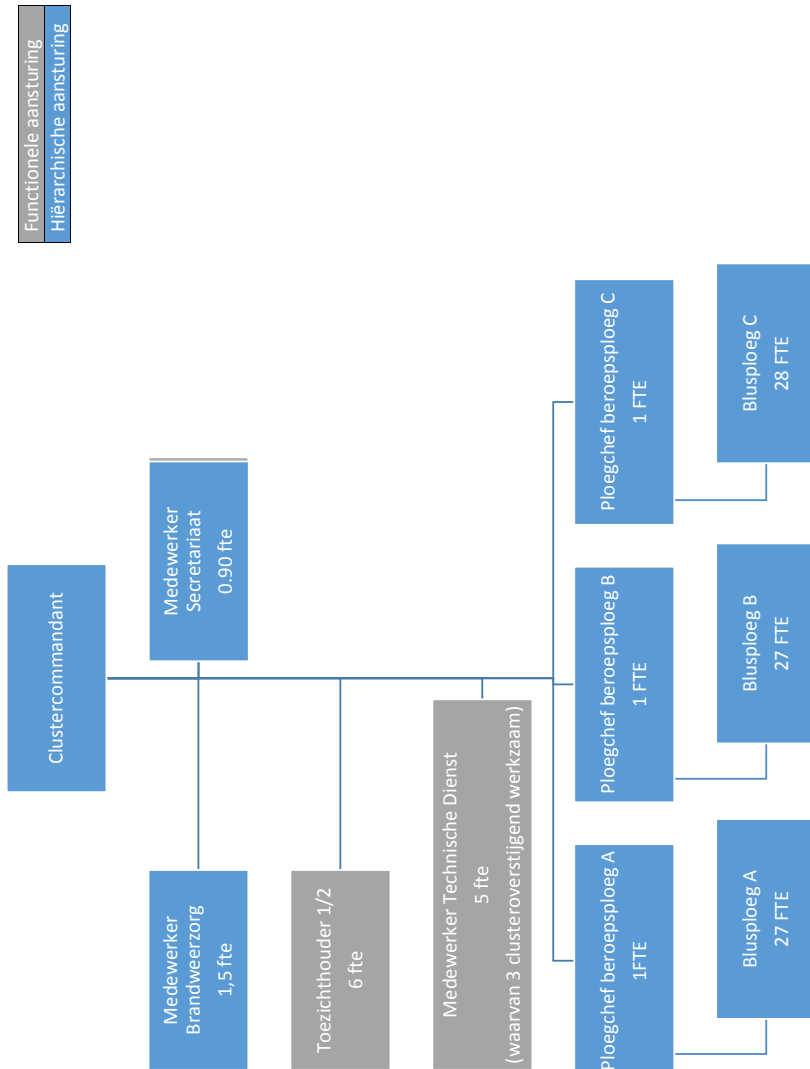 Functionele aansturing
Hiërarchische aansturing
Clustercommandant
Medewerker
Brandweerzorg
1,5 fte
Medewerker
Secretariaat
0.90 fte
Toezichthouder 1/2
6 fte
Medewerker Technische Dienst
5 fte
(waarvan 3 clusteroverstijgend werkzaam)
Ploegchef beroepsploeg A
1FTE
Ploegchef beroepsploeg B
1 FTE
Ploegchef beroepsploeg C
1 FTE
Blusploeg A
27 FTE
Blusploeg B
27 FTE
Blusploeg C
28 FTE